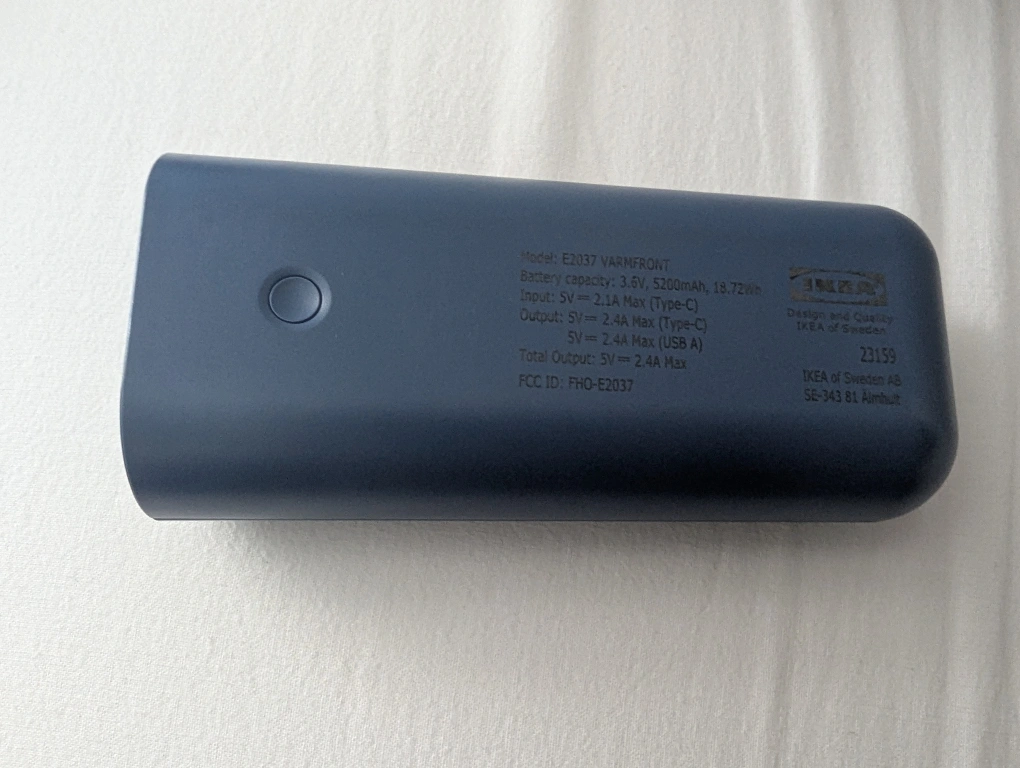 Model: E2037 VARMFRONT
Battery capacity: 3.6V, 5200mAh, 18.72Wh
Input: 5V ⎓ 2.1A Max (Type-C)
Output: 5V ⎓ 2.4A Max (Type-C)
5V ⎓ 2.4A Max (USB A)
Total Output: 5V ⎓ 2.4A Max
FCC ID: FHO-E2037
IKEA
Design and Quality
IKEA of Sweden
23159
IKEA of Sweden AB
SE-343 81 Älmhult